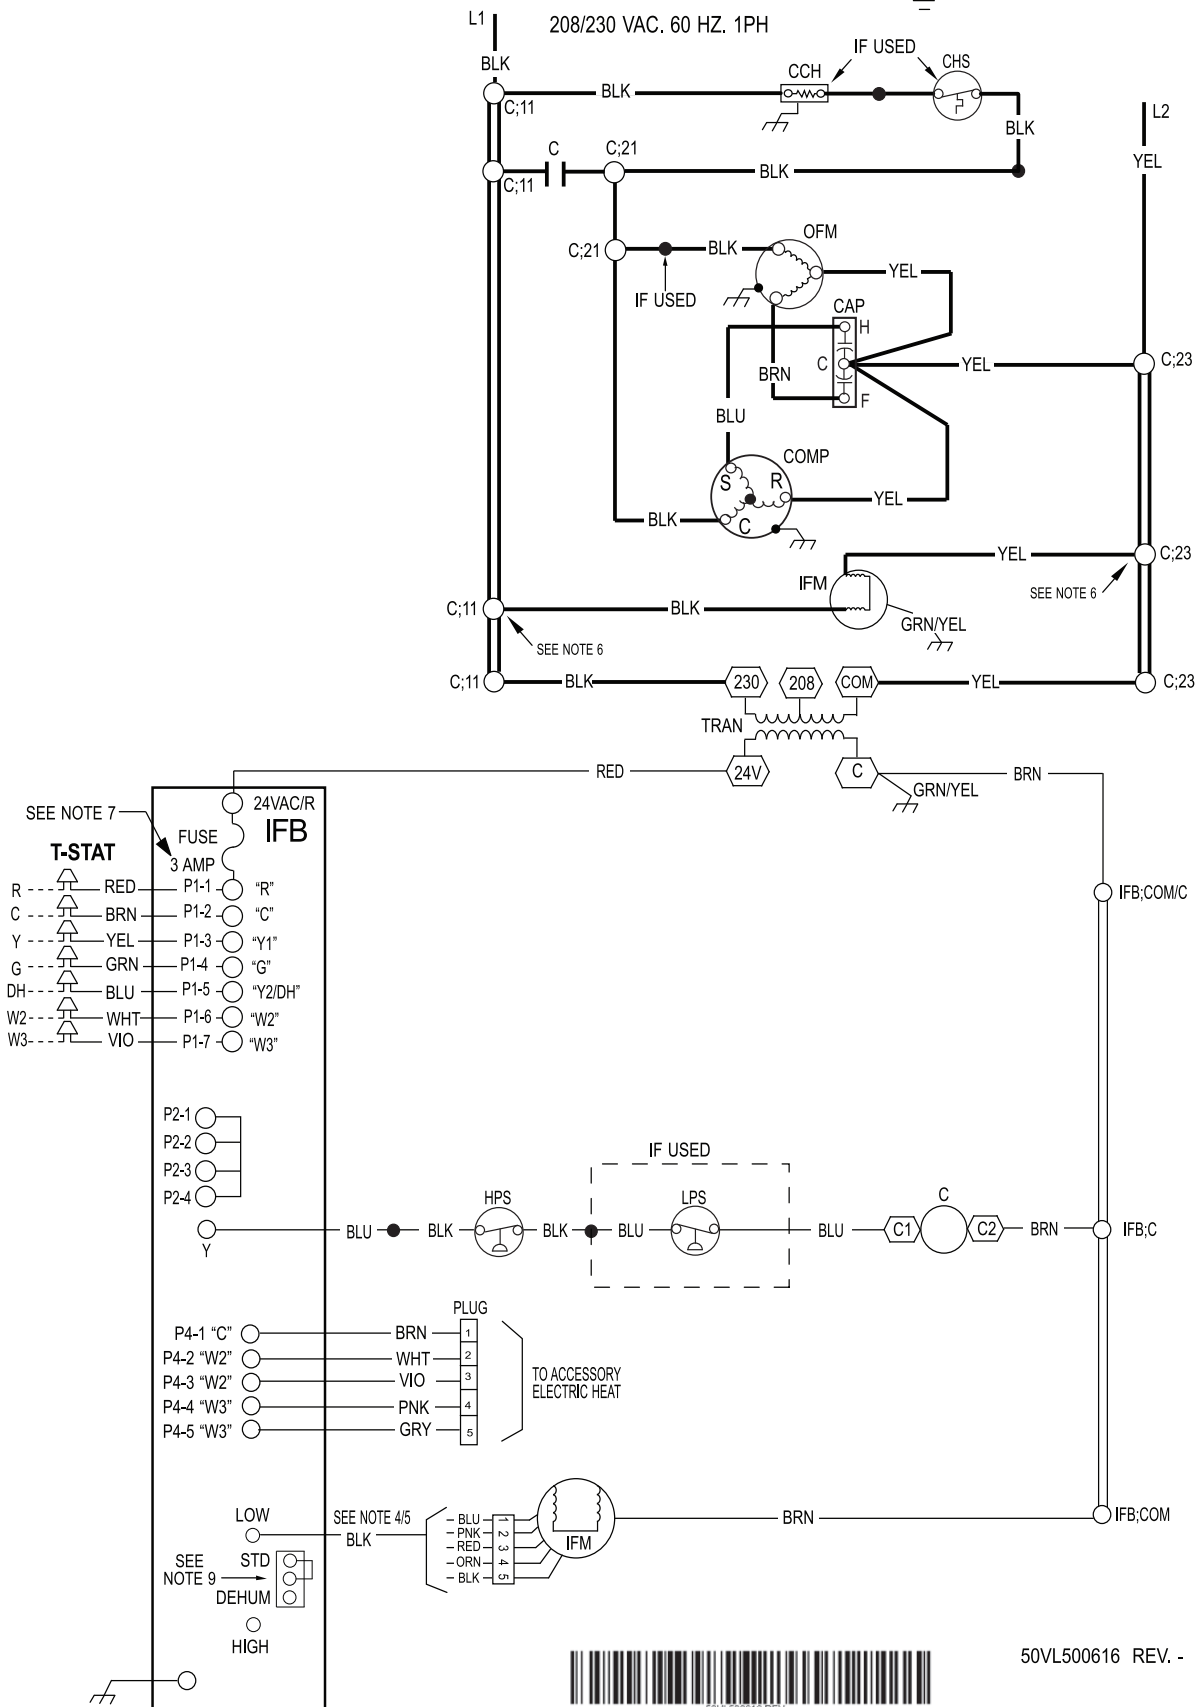 L1
208/230 VAC. 60 HZ. 1PH
BLK
IF USED
CCH
CHS
C;11
BLK
BLK
L2
YEL
C
C;21
C;11
BLK
OFM
C;21
BLK
YEL
IF USED
CAP
H
C
YEL
C;23
BRN
F
BLU
COMP
S
R
YEL
BLK
C
YEL
C;23
IFM
SEE NOTE 6
C;11
BLK
GRN/YEL
SEE NOTE 6
C;11
BLK
230
208
COM
YEL
C;23
TRAN
RED
24V
C
BRN
GRN/YEL
24VAC/R
IFB
SEE NOTE 7
FUSE
3 AMP
T-STAT
R RED P1-1 “R”
C BRN P1-2 “C”
Y YEL P1-3 “Y1”
G GRN P1-4 “G”
DH BLU P1-5 “Y2/DH”
W2 WHT P1-6 “W2”
W3 VIO P1-7 “W3”
IFB;COM/C
P2-1
P2-2
P2-3
P2-4
IF USED
HPS
LPS
C
Y
BLU BLK BLK BLU BLU C1 C2 BRN IFB;C
PLUG
P4-1 “C” BRN 1
P4-2 “W2” WHT 2
P4-3 “W2” VIO 3
P4-4 “W3” PNK 4
P4-5 “W3” GRY 5
TO ACCESSORY
ELECTRIC HEAT
LOW
SEE NOTE 4/5
BLK
BLU 1
PNK 2
RED 3
ORN 4
BLK 5
IFM
BRN
IFB;COM
SEE
NOTE 9
STD
DEHUM
HIGH
50VL500616 REV. -